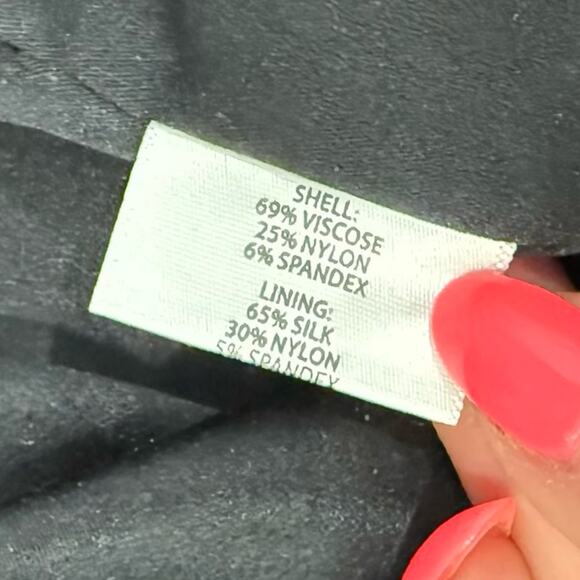 SHELL:
69% VISCOSE
25% NYLON
6% SPANDEX
LINING:
65% SILK
30% NYLON
5% SPANDEX